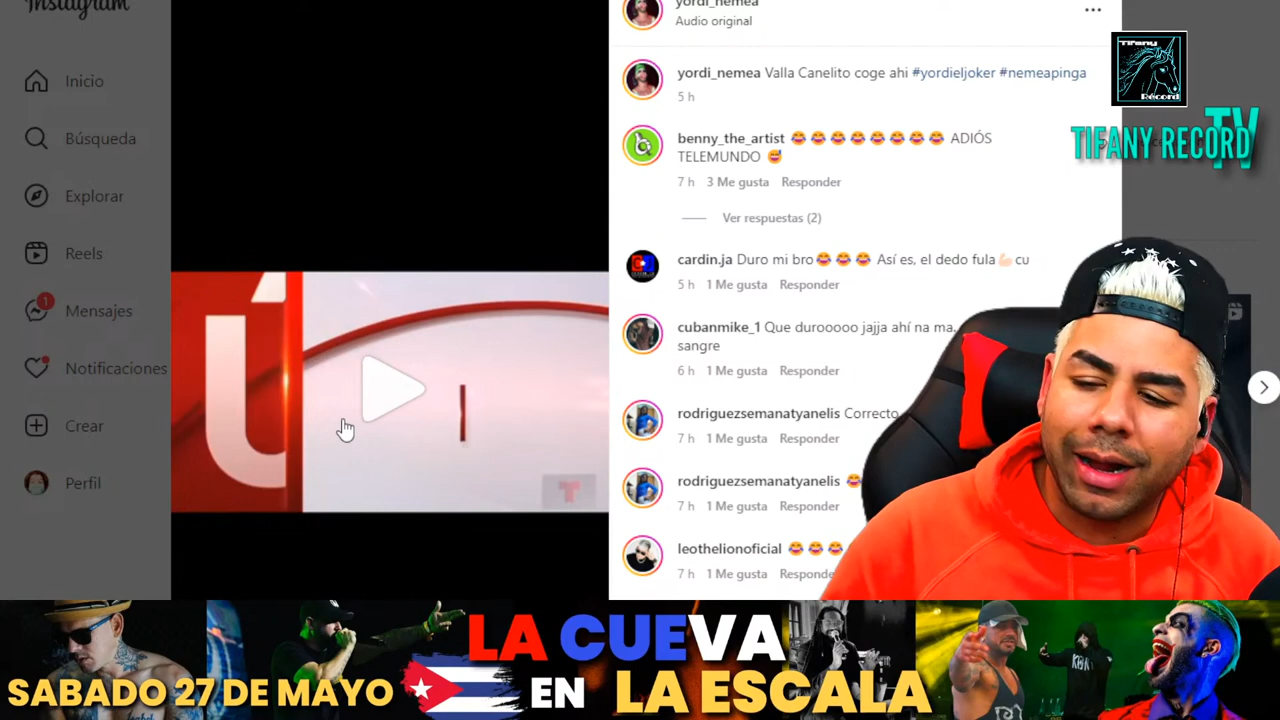 Instagram
Inicio
Búsqueda
Explorar
Reels
1
Mensajes
Notificaciones
Crear
Perfil
yordi_nemea
Audio original
yordi_nemea Valla Canelito coge ahi #yordieljoker #nemeapinga
5 h
benny_the_artist 😂😂😂😂😂😂😂😂 ADIÓS
TELEMUNDO 😅
7 h 3 Me gusta Responder
Ver respuestas (2)
cardin.ja Duro mi bro😂😂😂 Así es, el dedo fula💪🏻cu
5 h 1 Me gusta Responder
cubanmike_1 Que durooooo jajja ahí na ma.
sangre
6 h 1 Me gusta Responder
rodriguezsemanatyanelis Correcto
7 h 1 Me gusta Responder
rodriguezsemanatyanelis 😂
7 h 1 Me gusta Responder
leothelionoficial 😂😂😂
7 h 1 Me gusta Responde
Tifany
Récord
TIFANY RECORD
TV
LA CUEVA
SABADO 27 DE MAYO EN LA ESCALA